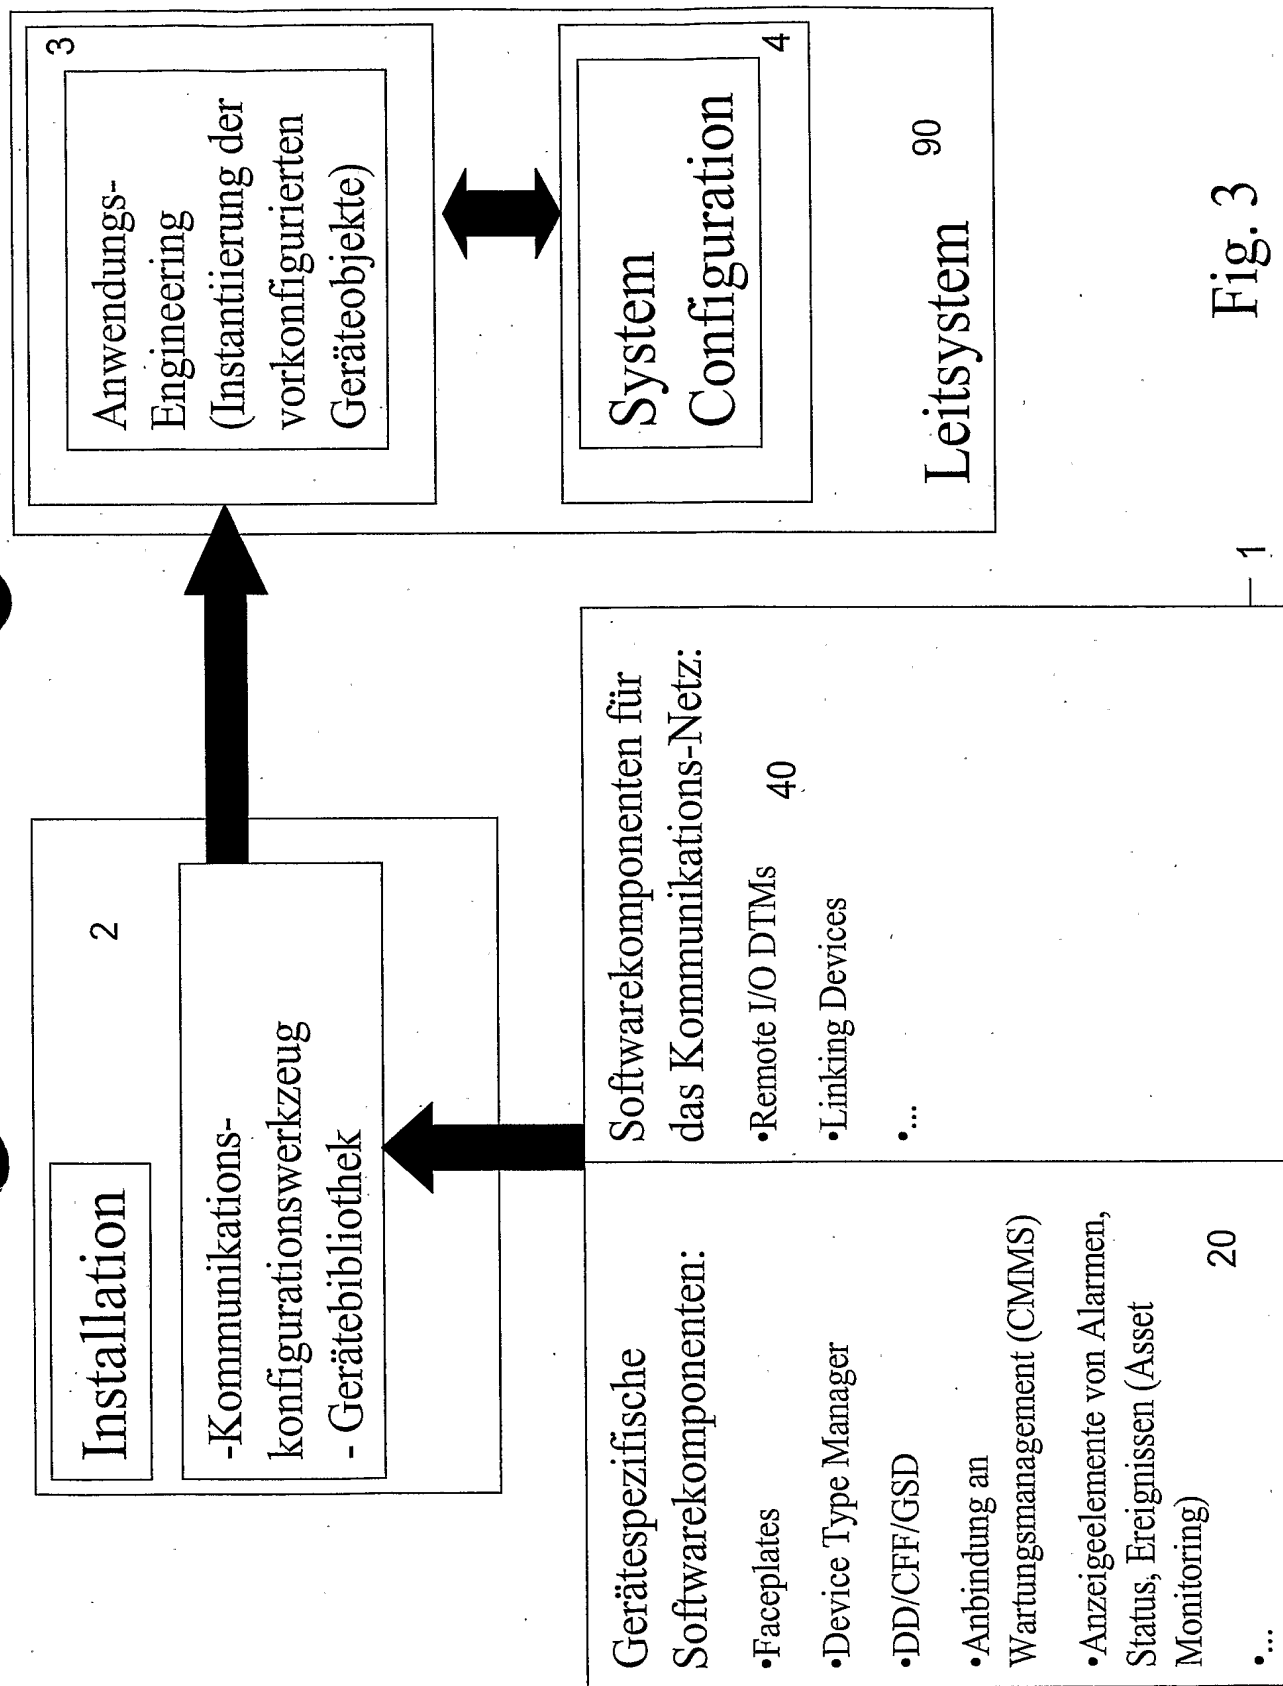 Installation
2
-Kommunikations-
konfigurationswerkzeug
- Gerätebibliothek
3
Anwendungs-
Engineering
(Instantiierung der
vorkonfigurierten
Geräteobjekte)
System
Configuration
4
Leitsystem
90
Gerätespezifische
Softwarekomponenten:
•Faceplates
•Device Type Manager
•DD/CFF/GSD
•Anbindung an
Wartungsmanagement (CMMS)
•Anzeigeelemente von Alarmen,
Status, Ereignissen (Asset
Monitoring)
20
•...
Softwarekomponenten für
das Kommunikations-Netz:
•Remote I/O DTMs
40
•Linking Devices
•...
1
Fig. 3